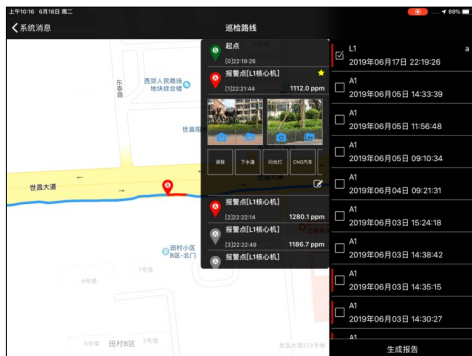 上午10:16 6月18日 周二
69%
系统消息
巡检路线
起点
[0]22:19:26
报警点[L1核心机]
[1]22:21:44 1112.0 ppm
下水道
闪光灯
CNG汽车
报警点[L1核心机]
[2]22:22:14 1280.1 ppm
报警点[L1核心机]
[3]22:22:49 1186.7 ppm
报警点[L1核心机]
东泰路
西郊人民商场
地块综合楼
世昌大道
世昌大道
田村小区
B区-北门
田村B区
L1 a
2019年06月17日 22:19:26
A1
2019年06月05日 14:33:39
A1
2019年06月05日 11:56:48
A1
2019年06月05日 09:10:34
A1
2019年06月04日 09:21:31
A1
2019年06月03日 15:24:18
A1
2019年06月03日 14:38:42
A1
2019年06月03日 14:35:15
A1
2019年06月03日 14:30:27
A1
生成报告